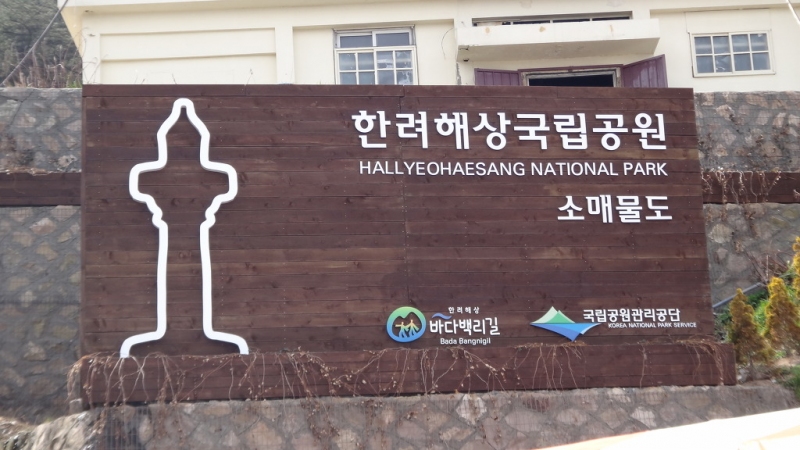 한려해상국립공원
HALLYEOHAESANG NATIONAL PARK
소매물도
한려해상
바다백리길
Bada Bangnigil
국립공원관리공단
KOREA NATIONAL PARK SERVICE